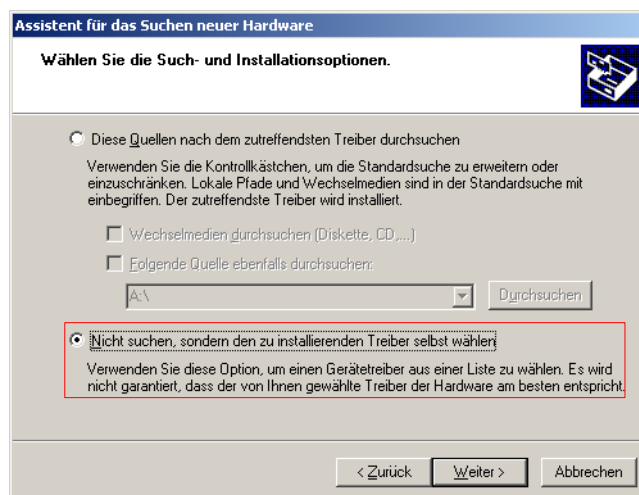 Assistent für das Suchen neuer Hardware
Wählen Sie die Such- und Installationsoptionen.
Diese Quellen nach dem zutreffendsten Treiber durchsuchen
Verwenden Sie die Kontrollkästchen, um die Standardsuche zu erweitern oder
einzuschränken. Lokale Pfade und Wechselmedien sind in der Standardsuche mit
einbegriffen. Der zutreffendste Treiber wird installiert.
Wechselmedien durchsuchen (Diskette, CD,...)
Folgende Quelle ebenfalls durchsuchen:
A:\ Durchsuchen
Nicht suchen, sondern den zu installierenden Treiber selbst wählen
Verwenden Sie diese Option, um einen Gerätetreiber aus einer Liste zu wählen. Es wird
nicht garantiert, dass der von Ihnen gewählte Treiber der Hardware am besten entspricht.
< Zurück Weiter > Abbrechen